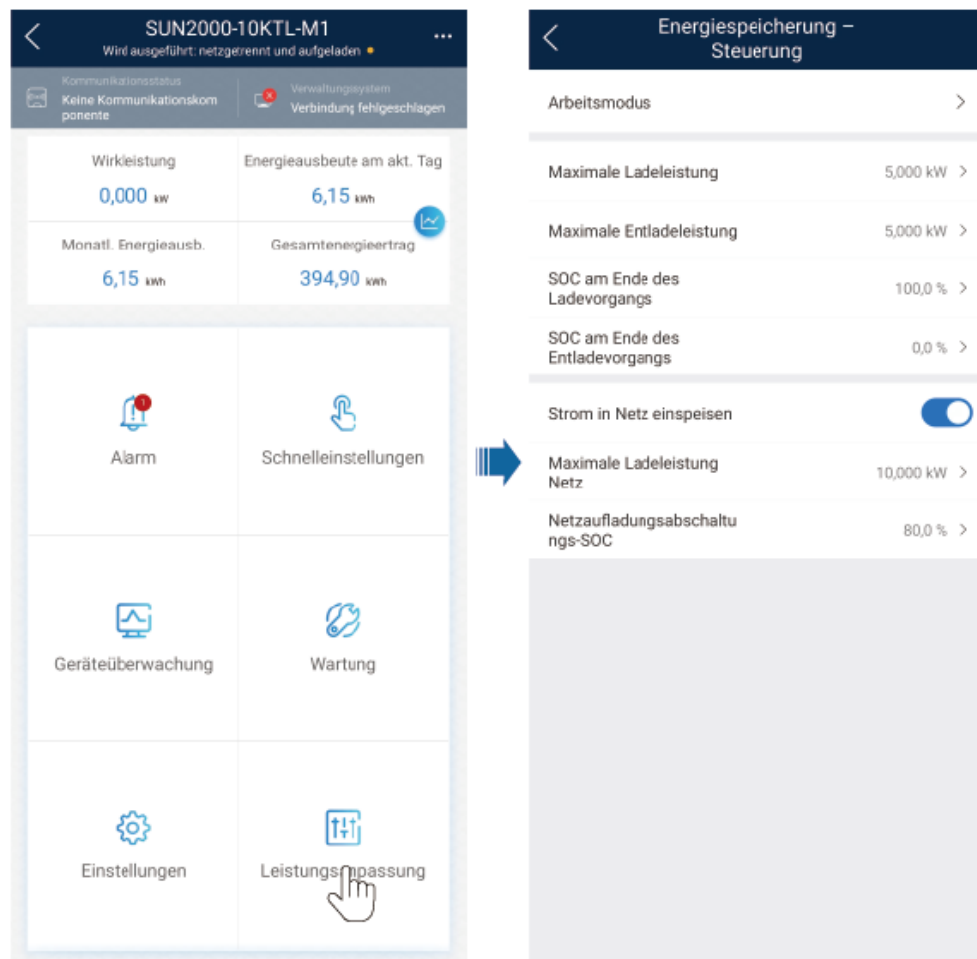 SUN2000-10KTL-M1
Wird ausgeführt: netzgetrennt und aufgeladen
Kommunikationsstatus
Keine Kommunikationskom
ponente
Verwaltungssystem
Verbindung fehlgeschlagen
Wirkleistung
0,000 kW
Energieausbeute am akt. Tag
6,15 kWh
Monatl. Energieausb.
6,15 kWh
Gesamtenergieertrag
394,90 kWh
1
Alarm
Schnelleinstellungen
Geräteüberwachung
Wartung
Einstellungen
Leistungsanpassung
Energiespeicherung –
Steuerung
Arbeitsmodus
Maximale Ladeleistung
5,000 kW
Maximale Entladeleistung
5,000 kW
SOC am Ende des
Ladevorgangs
100,0 %
SOC am Ende des
Entladevorgangs
0,0 %
Strom in Netz einspeisen
Maximale Ladeleistung
Netz
10,000 kW
Netzaufladungsabschaltu
ngs-SOC
80,0 %